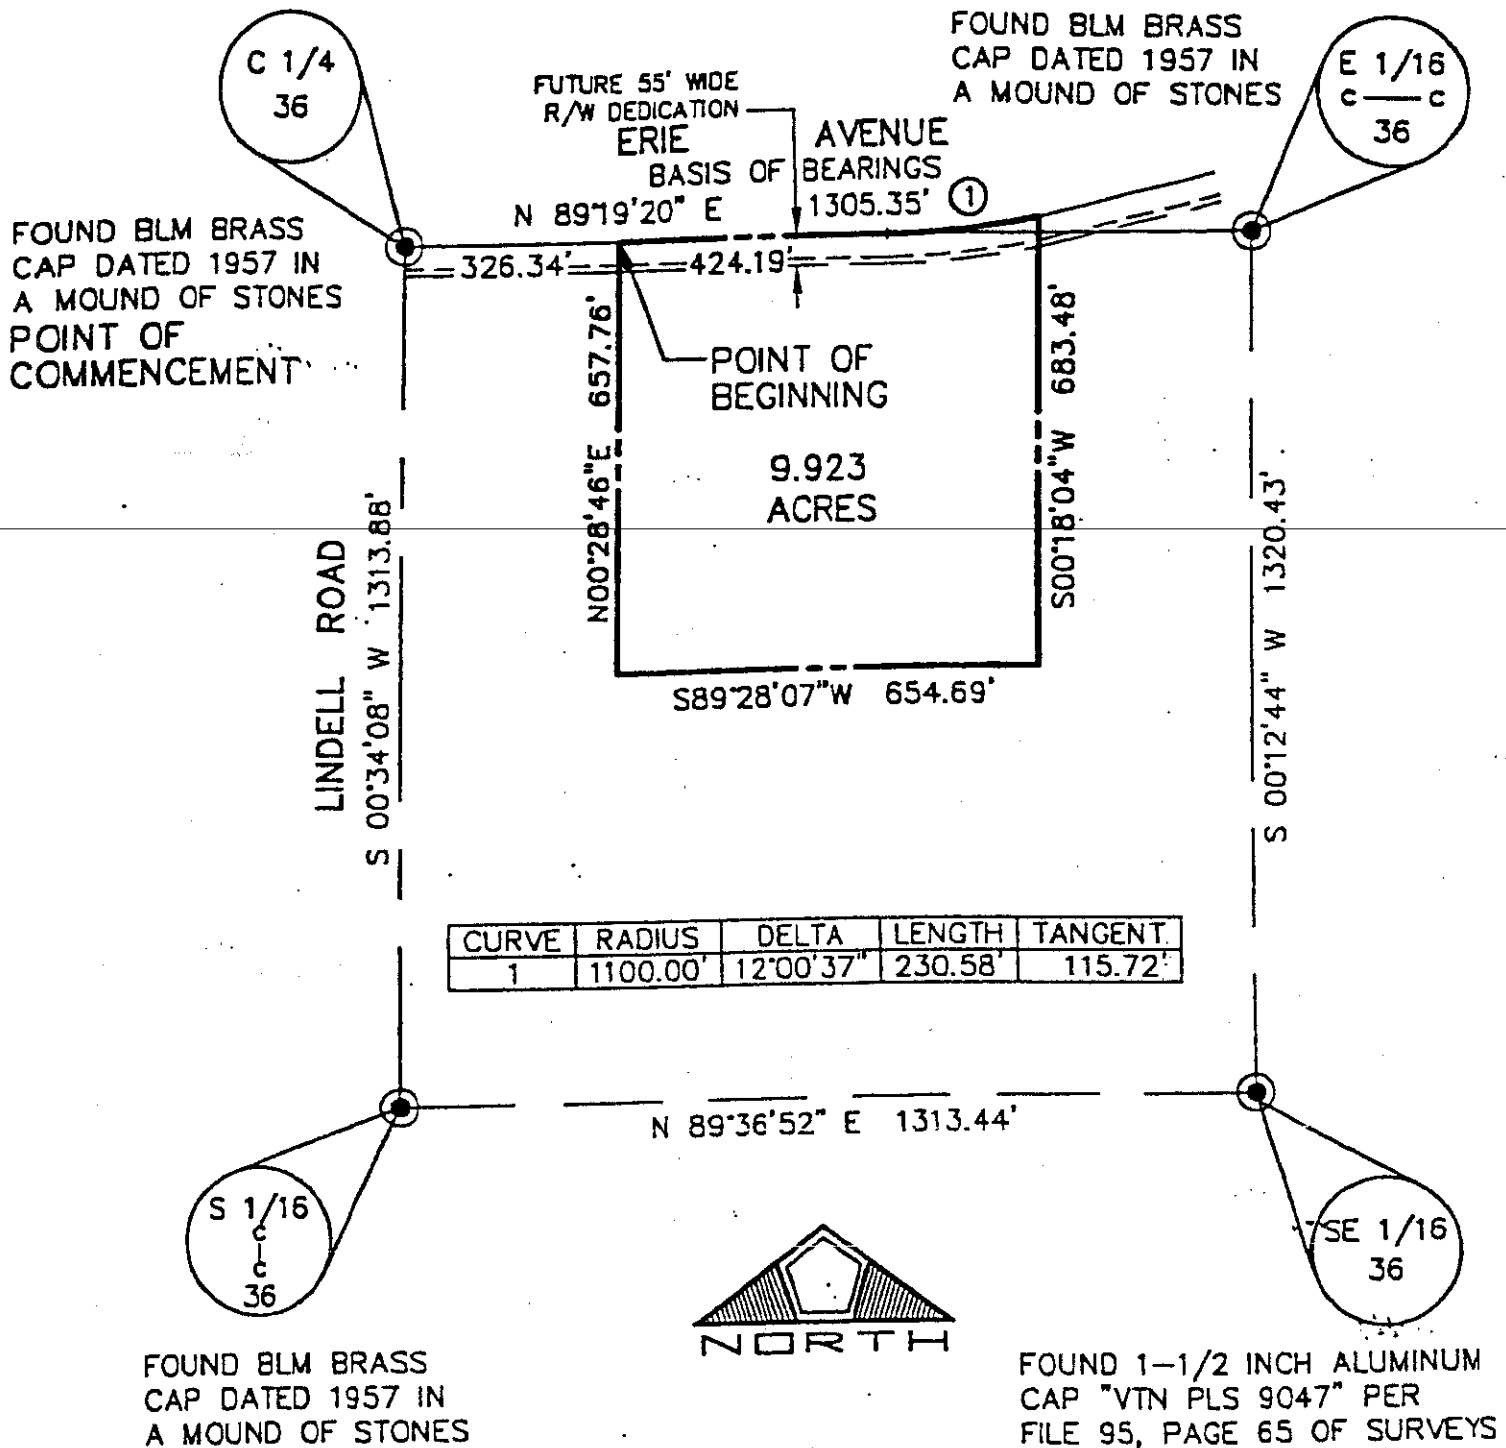 C 1/4
36
FOUND BLM BRASS
CAP DATED 1957 IN
A MOUND OF STONES
E 1/16
C — C
36
FUTURE 55' WIDE
R/W DEDICATION
ERIE AVENUE
BASIS OF BEARINGS
N 89°19'20" E 1305.35' 1
326.34' 424.19'
FOUND BLM BRASS
CAP DATED 1957 IN
A MOUND OF STONES
POINT OF
COMMENCEMENT
POINT OF
BEGINNING
N00°28'46"E 657.76'
S00°18'04"W 683.48'
9.923
ACRES
S89°28'07"W 654.69'
LINDELL ROAD
S 00°34'08" W 1313.88'
S 00°12'44" W 1320.43'
CURVE RADIUS DELTA LENGTH TANGENT
1 1100.00' 12°00'37" 230.58' 115.72'
N 89°36'52" E 1313.44'
S 1/16
C
C
36
SE 1/16
36
NORTH
FOUND BLM BRASS
CAP DATED 1957 IN
A MOUND OF STONES
FOUND 1-1/2 INCH ALUMINUM
CAP "VTN PLS 9047" PER
FILE 95, PAGE 65 OF SURVEYS